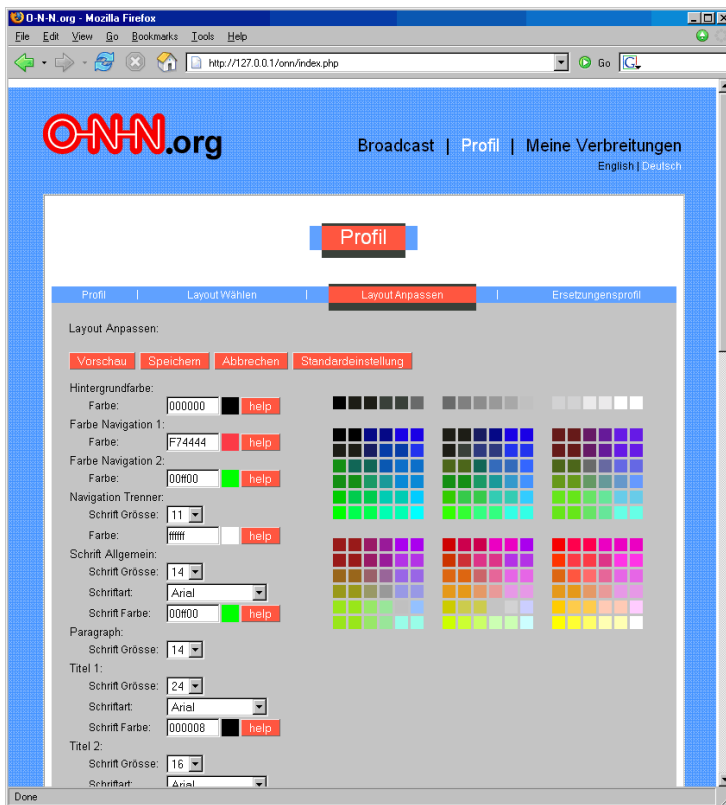 O-N-N.org - Mozilla Firefox
File Edit View Go Bookmarks Tools Help
http://127.0.0.1/onn/index.php Go G
O-N-N.org
Broadcast | Profil | Meine Verbreitungen
English | Deutsch
Profil
Profil | Layout Wählen | Layout Anpassen | Ersetzungensprofil
Layout Anpassen:
Vorschau Speichern Abbrechen Standardeinstellung
Hintergrundfarbe:
Farbe: 000000 help
Farbe Navigation 1:
Farbe: F74444 help
Farbe Navigation 2:
Farbe: 00ff00 help
Navigation Trenner:
Schrift Grösse: 11
Farbe: ffffff help
Schrift Allgemein:
Schrift Grösse: 14
Schriftart: Arial
Schrift Farbe: 00ff00 help
Paragraph:
Schrift Grösse: 14
Titel 1:
Schrift Grösse: 24
Schriftart: Arial
Schrift Farbe: 000008 help
Titel 2:
Schrift Grösse: 16
Schriftart: Arial
Done